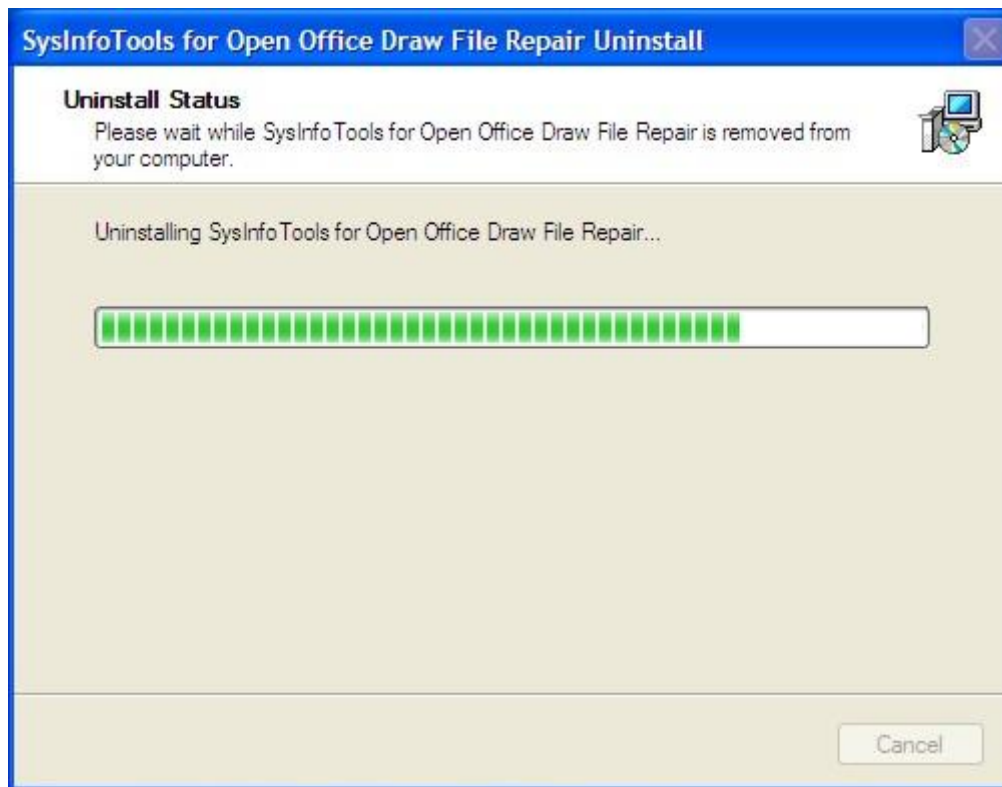 SysInfoTools for Open Office Draw File Repair Uninstall
Uninstall Status
Please wait while SysInfoTools for Open Office Draw File Repair is removed from
your computer.
Uninstalling SysInfoTools for Open Office Draw File Repair...
Cancel